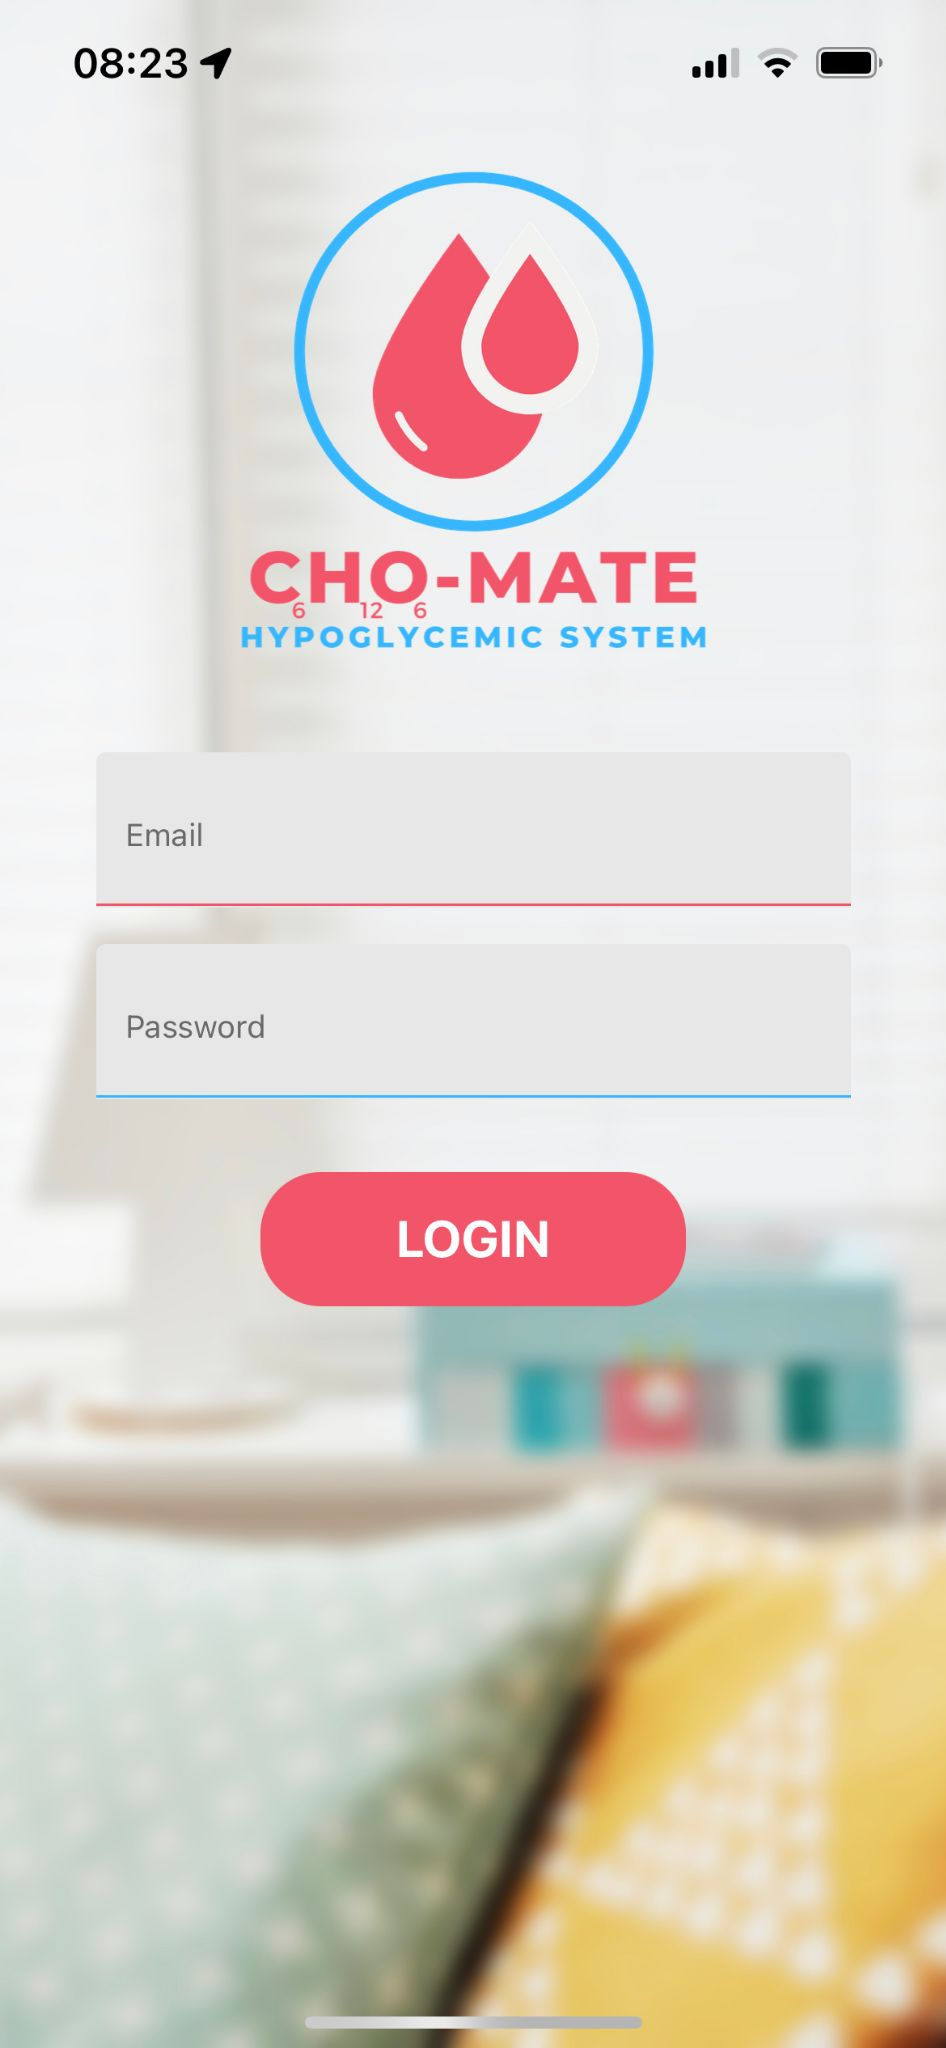 08:23
CHO-MATE
6 12 6
HYPOGLYCEMIC SYSTEM
Email
Password
LOGIN